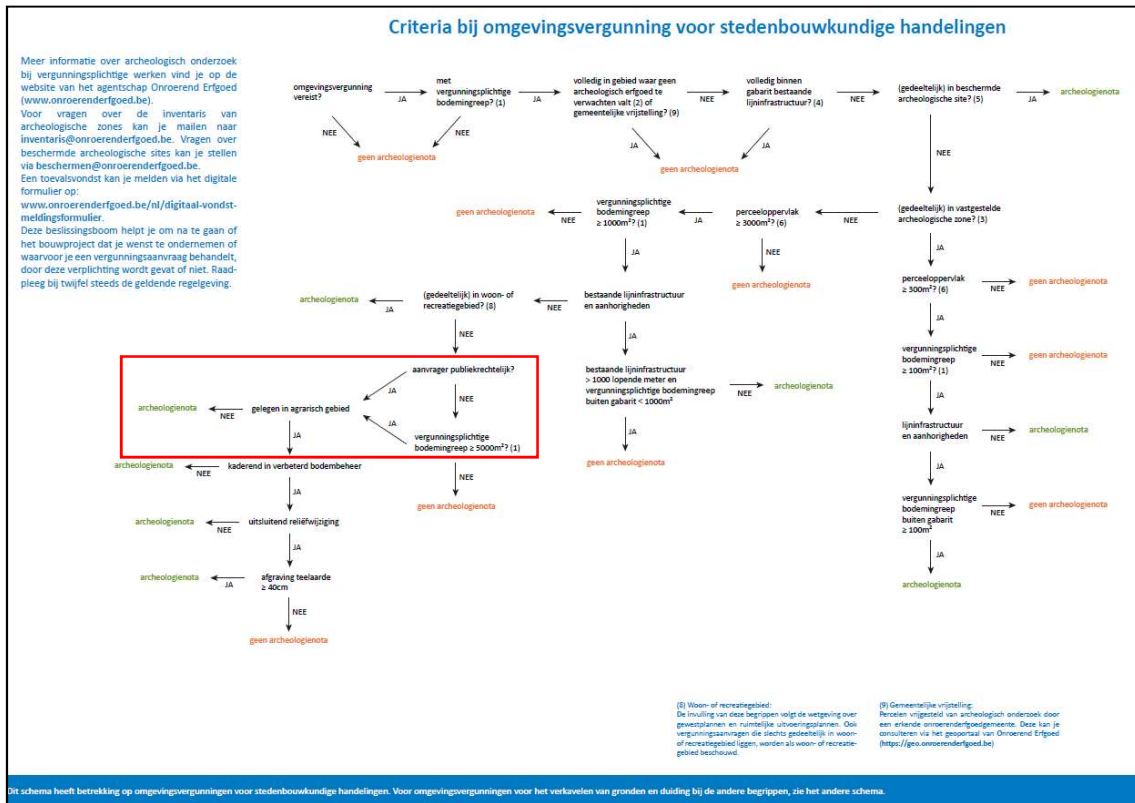 Criteria bij omgevingsvergunning voor stedenbouwkundige handelingen
Meer informatie over archeologisch onderzoek
bij vergunningsplichtige werken vind je op de
website van het agentschap Onroerend Erfgoed
(www.onroerenderfgoed.be).
Voor vragen over de inventaris van
archeologische zones kan je mailen naar
inventaris@onroerenderfgoed.be. Vragen over
beschermde archeologische sites kan je stellen
via beschermen@onroerenderfgoed.be.
Een toevalsvondst kan je melden via het digitale
formulier op:
www.onroerenderfgoed.be/nl/digitaal-vondst-
meldingsformulier.
Deze beslissingsboom helpt je om na te gaan of
het bouwproject dat je wenst te ondernemen of
waarvoor je een vergunningsaanvraag behandelt,
door deze verplichting wordt gevat of niet. Raad-
pleeg bij twijfel steeds de geldende regelgeving.
omgevingsvergunning
vereist?
JA
NEE
met
vergunningsplichtige
bodemingreep? (1)
JA
NEE
geen archeologienota
volledig in gebied waar geen
archeologisch erfgoed te
verwachten valt (2) of
gemeentelijke vrijstelling? (9)
NEE
JA
volledig binnen
gabarit bestaande
lijninfrastructuur? (4)
NEE
JA
geen archeologienota
(gedeeltelijk) in beschermde
archeologische site? (5)
JA
archeologienota
NEE
(gedeeltelijk) in vastgestelde
archeologische zone? (3)
NEE
JA
perceeloppervlak
≥ 3000m²? (6)
JA
NEE
geen archeologienota
vergunningsplichtige
bodemingreep
≥ 1000m²? (1)
NEE
geen archeologienota
JA
perceeloppervlak
≥ 300m²? (6)
NEE
geen archeologienota
JA
bestaande lijninfrastructuur
en aanhorigheden
NEE
JA
(gedeeltelijk) in woon- of
recreatiegebied? (8)
JA
archeologienota
NEE
vergunningsplichtige
bodemingreep
≥ 100m²? (1)
NEE
geen archeologienota
JA
bestaande lijninfrastructuur
> 1000 lopende meter en
vergunningsplichtige bodemingreep
buiten gabarit < 1000m²
NEE
archeologienota
JA
geen archeologienota
aanvrager publiekrechtelijk?
JA
NEE
gelegen in agrarisch gebied
NEE
archeologienota
JA
vergunningsplichtige
bodemingreep ≥ 5000m²? (1)
JA
NEE
geen archeologienota
lijninfrastructuur
en aanhorigheden
NEE
archeologienota
JA
kaderend in verbeterd bodembeheer
NEE
archeologienota
JA
vergunningsplichtige
bodemingreep
buiten gabarit
≥ 100m²
NEE
geen archeologienota
JA
archeologienota
uitsluitend reliëfwijziging
NEE
archeologienota
JA
afgraving teelaarde
≥ 40cm
JA
archeologienota
NEE
geen archeologienota
(8) Woon- of recreatiegebied:
De invulling van deze begrippen volgt de wetgeving over
gewestplannen en ruimtelijke uitvoeringsplannen. Ook
vergunningsaanvragen die slechts gedeeltelijk in woon-
of recreatiegebied liggen, worden als woon- of recreatie-
gebied beschouwd.
(9) Gemeentelijke vrijstelling:
Percelen vrijgesteld van archeologisch onderzoek door
een erkende onroerenderfgoedgemeente. Deze kan je
consulteren via het geoportaal van Onroerend Erfgoed
(https://geo.onroerenderfgoed.be)
Dit schema heeft betrekking op omgevingsvergunningen voor stedenbouwkundige handelingen. Voor omgevingsvergunningen voor het verkavelen van gronden en duiding bij de andere begrippen, zie het andere schema.